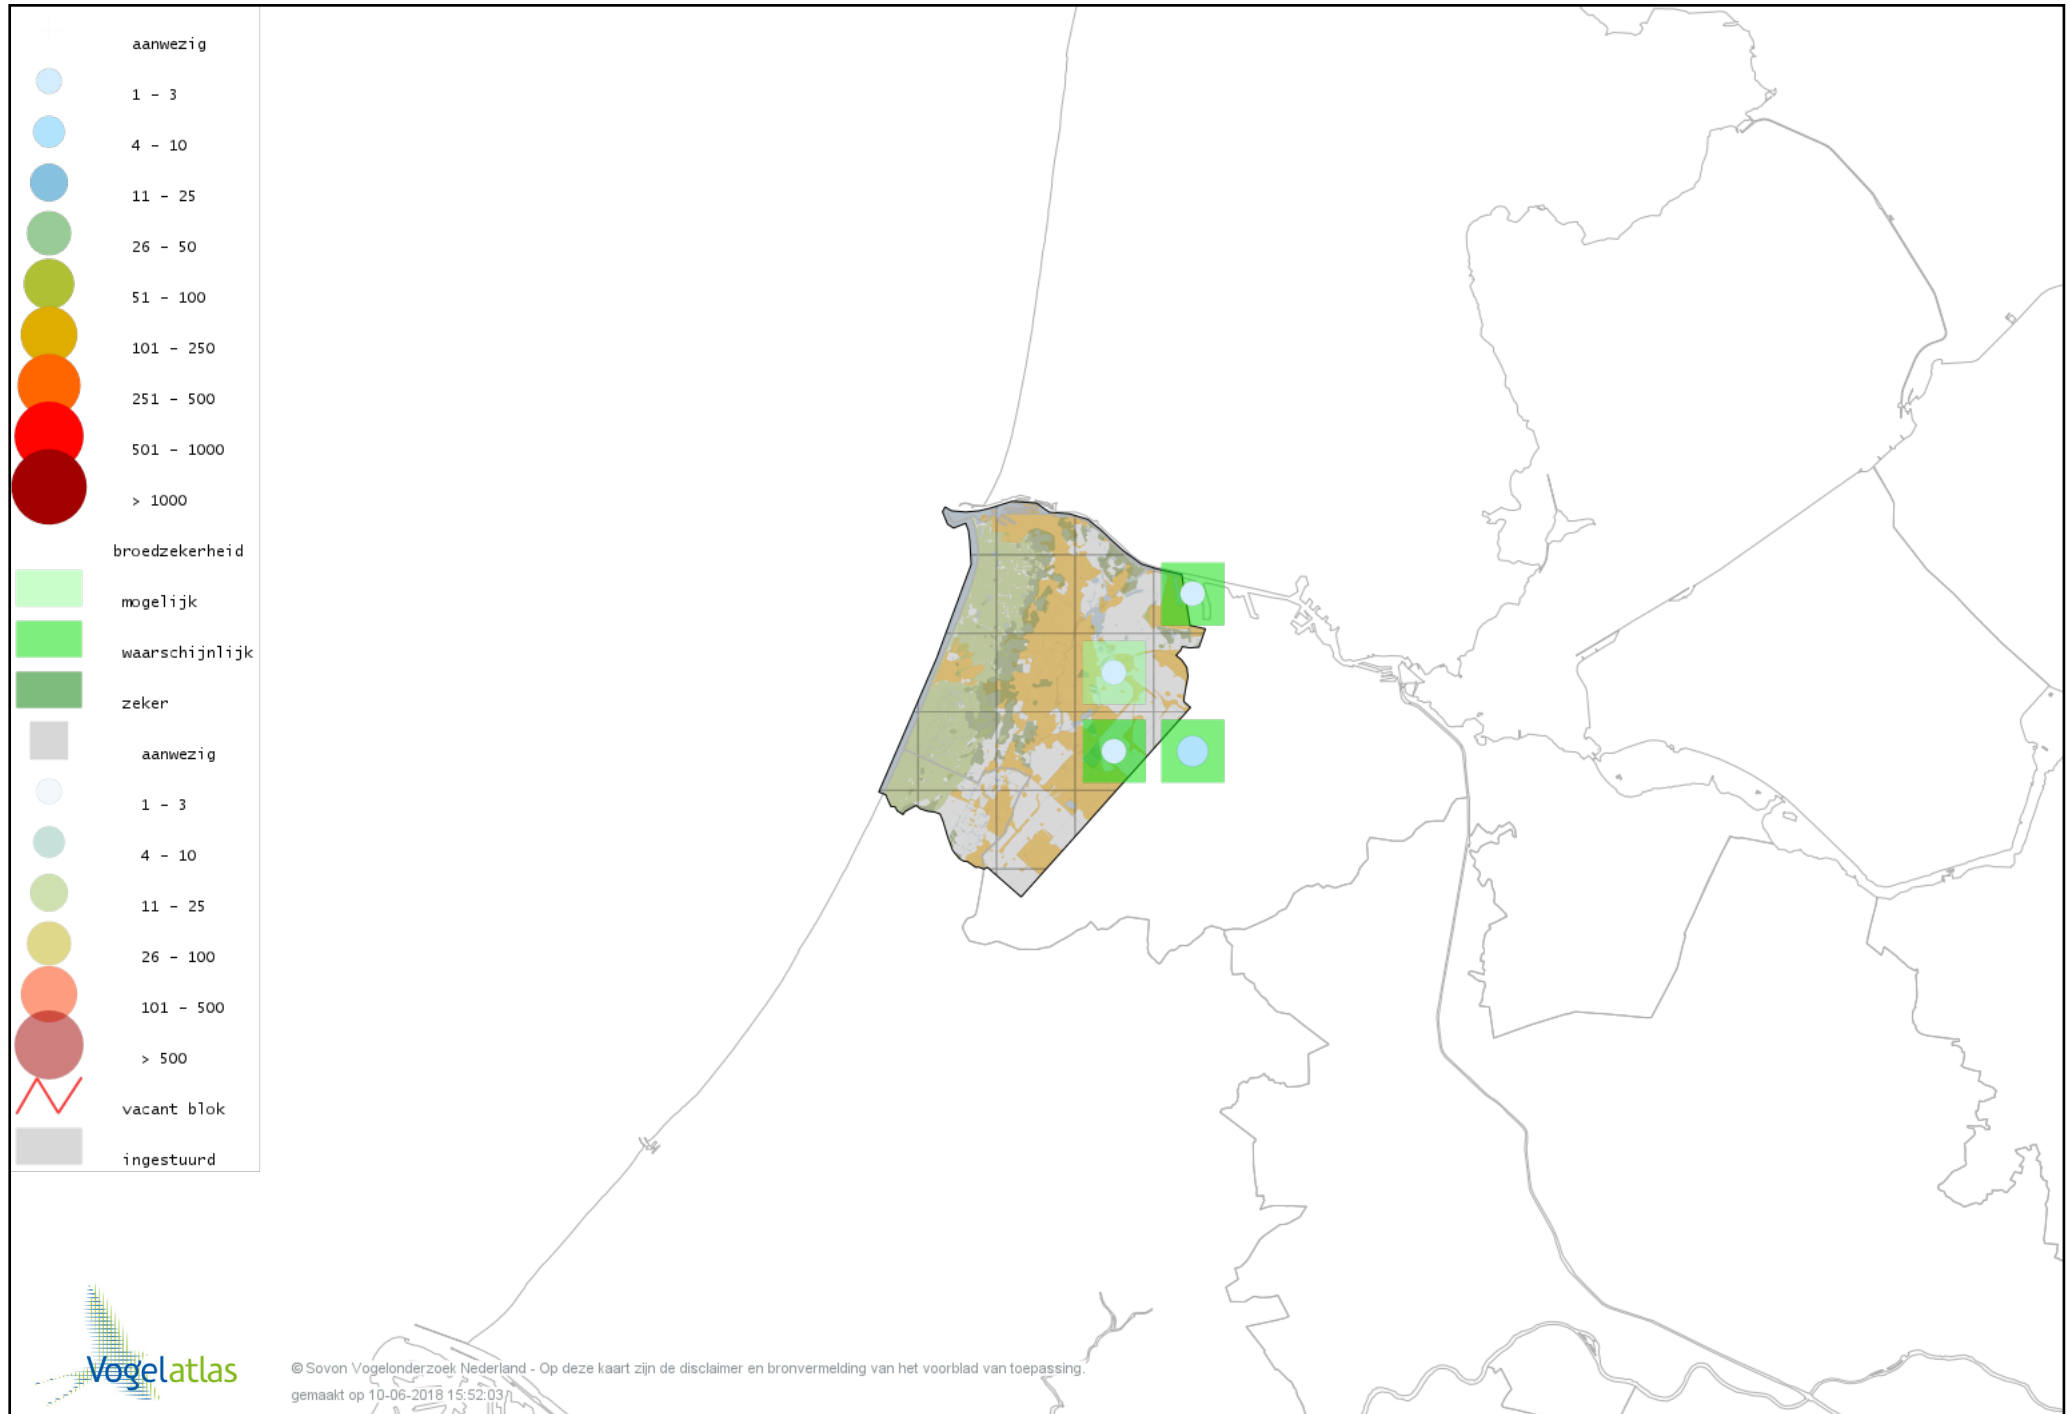 aanwezig
1 - 3
4 - 10
11 - 25
26 - 50
51 - 100
101 - 250
251 - 500
501 - 1000
> 1000
broedzekerheid
mogelijk
waarschijnlijk
zeker
aanwezig
1 - 3
4 - 10
11 - 25
26 - 100
101 - 500
> 500
vacant blok
ingestuurd
Vogelatlas
© Sovon Vogelonderzoek Nederland - Op deze kaart zijn de disclaimer en bronvermelding van het voorblad van toepassing.
gemaakt op 10-06-2018 15:52:03